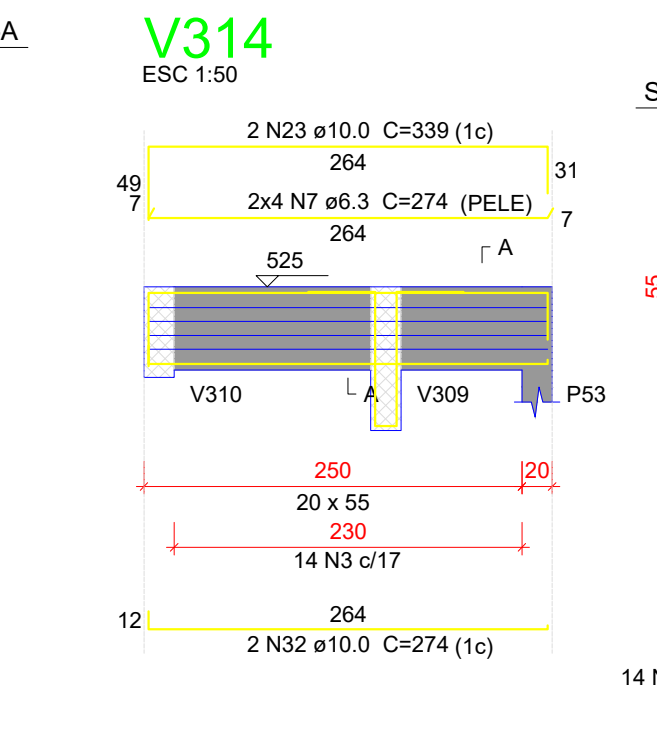 A
V314
ESC 1:50
S
2 N23 ø10.0 C=339 (1c)
264
31
49
7
2x4 N7 ø6.3 C=274 (PELE)
7
264
A
525
55
V310
A
V309
P53
250
20
20 x 55
230
14 N3 c/17
12
264
2 N32 ø10.0 C=274 (1c)
14